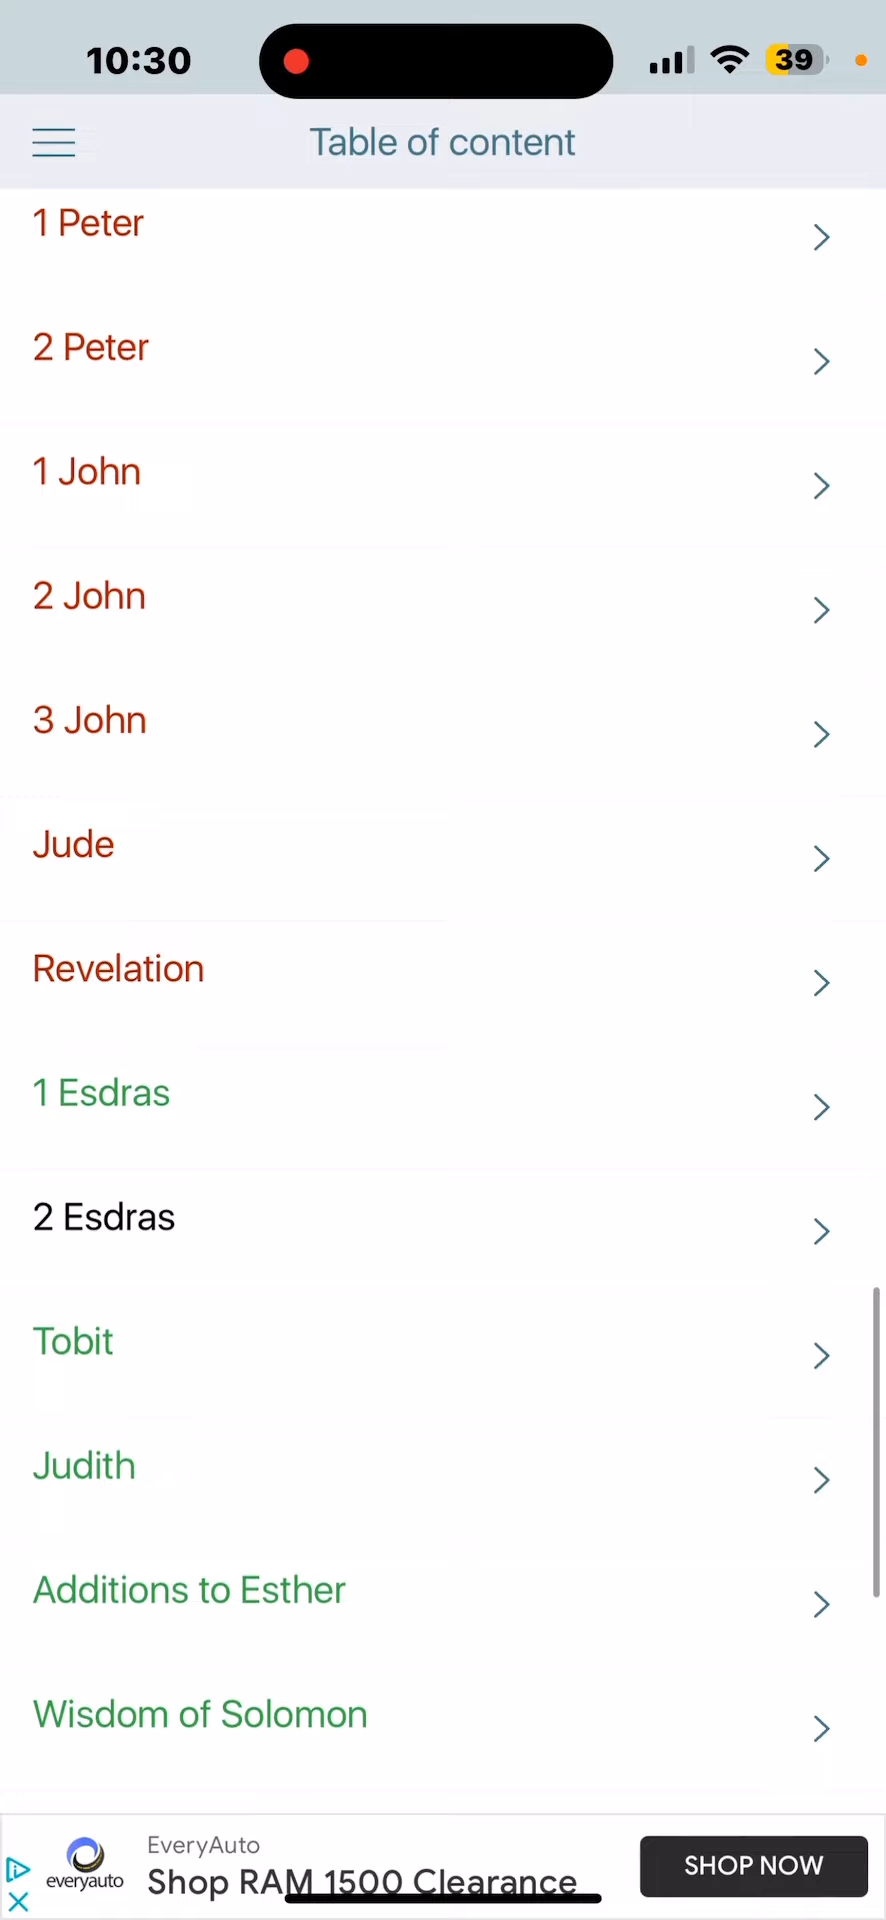 10:30
39
Table of content
1 Peter
2 Peter
1 John
2 John
3 John
Jude
Revelation
1 Esdras
2 Esdras
Tobit
Judith
Additions to Esther
Wisdom of Solomon
EveryAuto
everyauto
Shop RAM 1500 Clearance
SHOP NOW